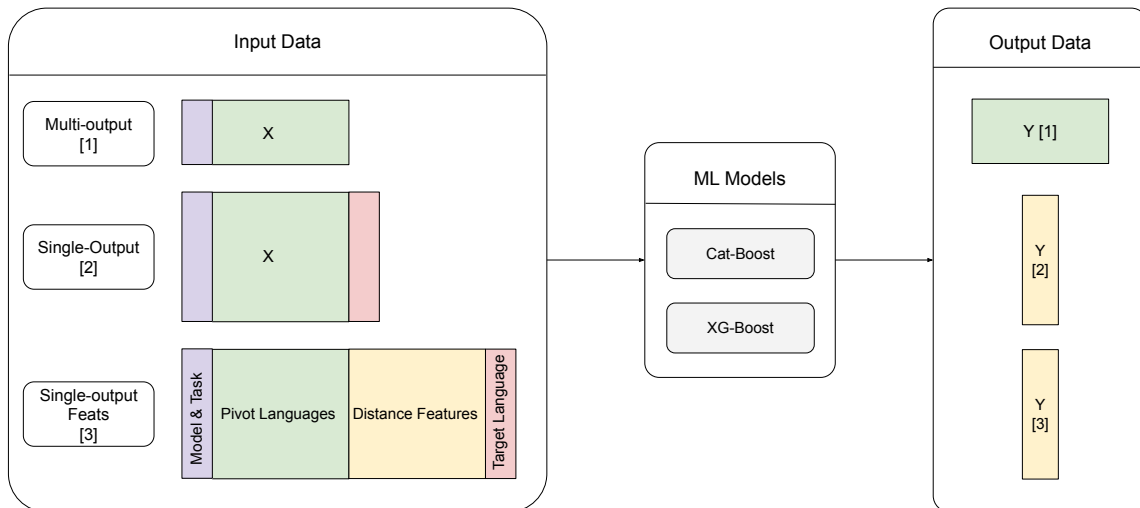 Input Data
Multi-output
[1]
X
Single-Output
[2]
X
Single-output
Feats
[3]
Model & Task
Pivot Languages
Distance Features
Target Language
ML Models
Cat-Boost
XG-Boost
Output Data
Y [1]
Y
[2]
Y
[3]